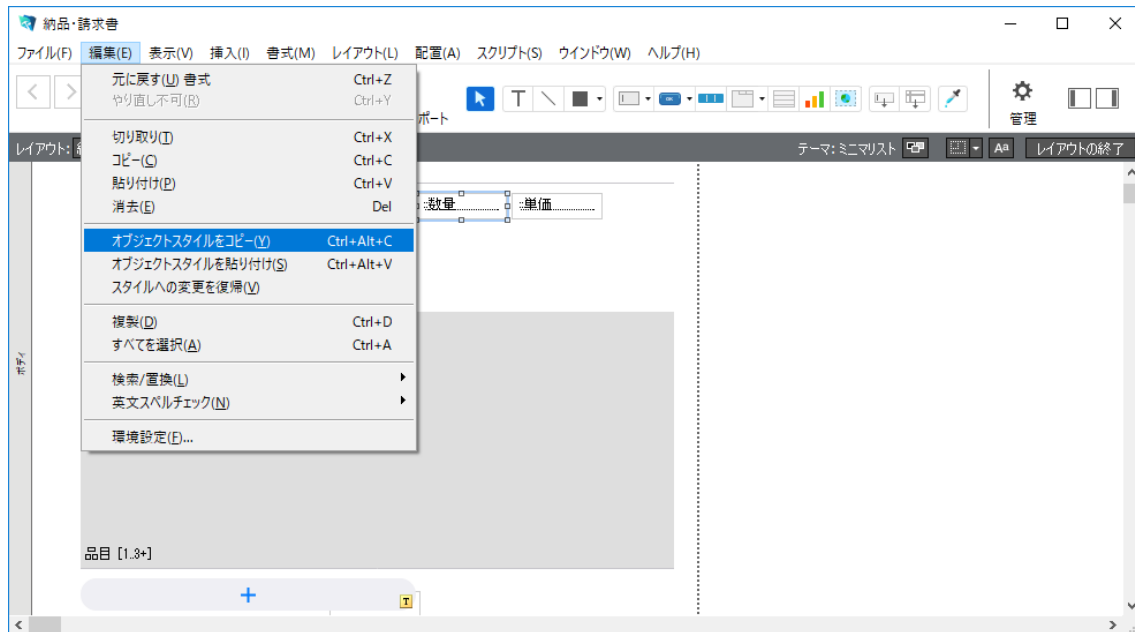 納品・請求書
ファイル(F) 編集(E) 表示(V) 挿入(I) 書式(M) レイアウト(L) 配置(A) スクリプト(S) ウインドウ(W) ヘルプ(H)
元に戻す(U) 書式 Ctrl+Z
やり直し不可(R) Ctrl+Y
ポート
管理
切り取り(T) Ctrl+X
レイアウト:
テーマ: ミニマリスト
Aa
レイアウトの終了
コピー(C) Ctrl+C
貼り付け(P) Ctrl+V
消去(E) Del
::数量 ::単価
オブジェクトスタイルをコピー(Y) Ctrl+Alt+C
オブジェクトスタイルを貼り付け(S) Ctrl+Alt+V
スタイルへの変更を復帰(V)
複製(D) Ctrl+D
すべてを選択(A) Ctrl+A
ボディ
検索/置換(L)
英文スペルチェック(N)
環境設定(F)...
品目 [1..3+]
+
T